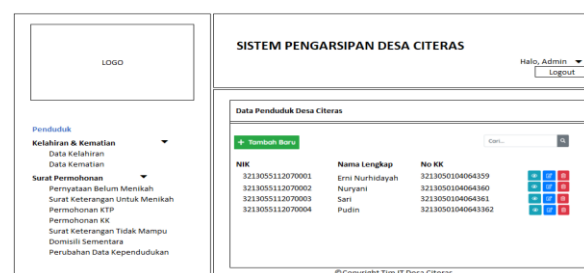 LOGO
SISTEM PENGARSIPAN DESA CITERAS
Halo, Admin
Logout
Penduduk
Kelahiran & Kematian
Data Kelahiran
Data Kematian
Surat Permohonan
Pernyataan Belum Menikah
Surat Keterangan Untuk Menikah
Permohonan KTP
Permohonan KK
Surat Keterangan Tidak Mampu
Domisili Sementara
Perubahan Data Kependudukan
Data Penduduk Desa Citeras
+ Tambah Baru
Cari...
NIK Nama Lengkap No KK
3213055112070001 Erni Nurhidayah 3213050104064359
3213055112070002 Nuryani 3213050104064360
3213055112070003 Sari 3213050104064361
3213055112070004 Pudin 32130501040643362
©Copyright Tim IT Desa Citeras